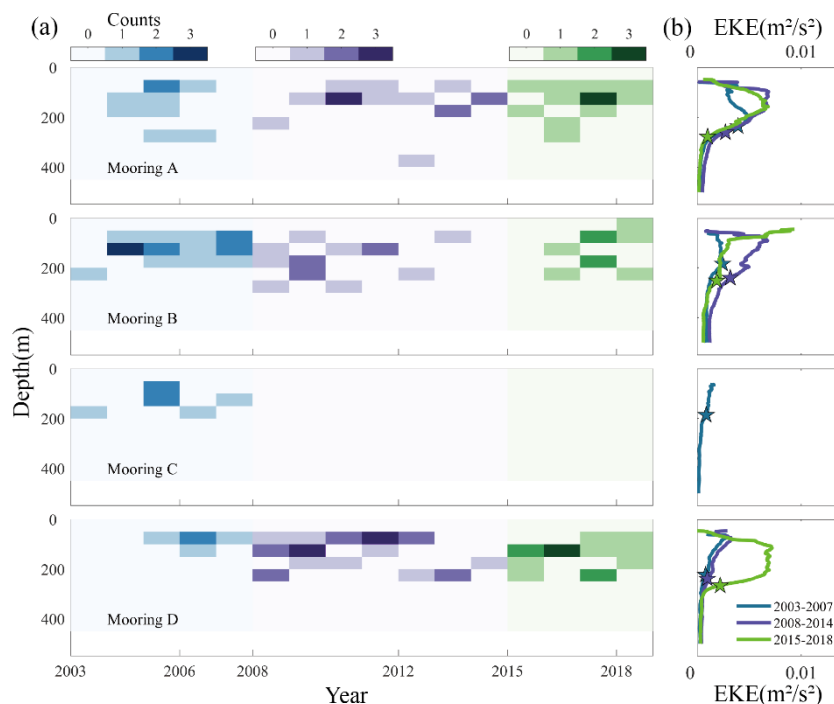 (a)
Counts
0 1 2 3
0 1 2 3
0 1 2 3
(b)
EKE(m²/s²)
0 0.01
0
200
400
Mooring A
0
200
400
Mooring B
0
200
400
Mooring C
0
200
400
Mooring D
Depth(m)
2003 2006 2008 2012 2015 2018
Year
2003-2007
2008-2014
2015-2018
0 0.01
EKE(m²/s²)